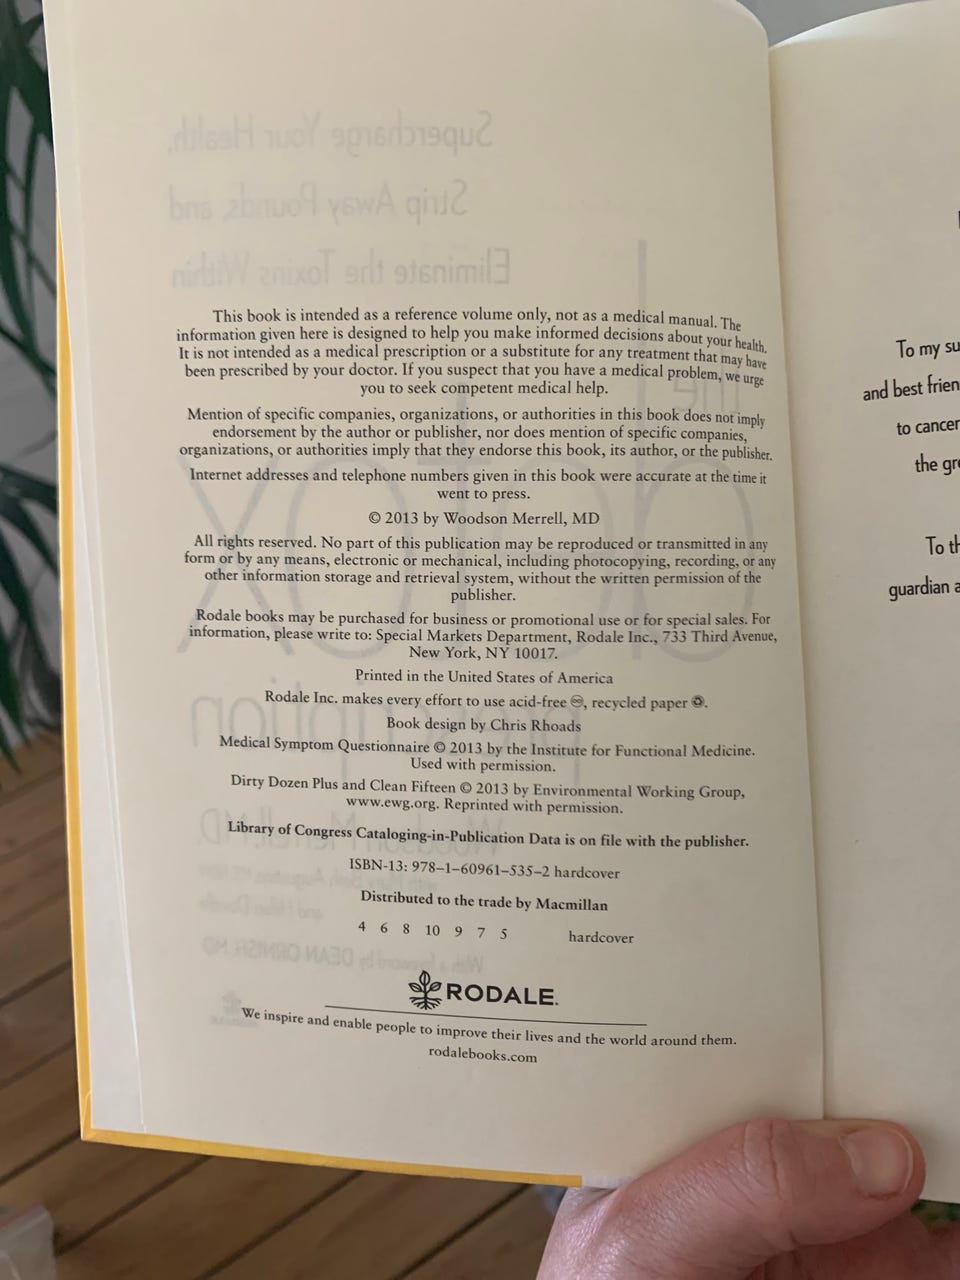 This book is intended as a reference volume only, not as a medical manual. The
information given here is designed to help you make informed decisions about your health.
It is not intended as a medical prescription or a substitute for any treatment that may have
been prescribed by your doctor. If you suspect that you have a medical problem, we urge
you to seek competent medical help.
Mention of specific companies, organizations, or authorities in this book does not imply
endorsement by the author or publisher, nor does mention of specific companies,
organizations, or authorities imply that they endorse this book, its author, or the publisher.
Internet addresses and telephone numbers given in this book were accurate at the time it
went to press.
© 2013 by Woodson Merrell, MD
All rights reserved. No part of this publication may be reproduced or transmitted in any
form or by any means, electronic or mechanical, including photocopying, recording, or any
other information storage and retrieval system, without the written permission of the
publisher.
Rodale books may be purchased for business or promotional use or for special sales. For
information, please write to: Special Markets Department, Rodale Inc., 733 Third Avenue,
New York, NY 10017.
Printed in the United States of America
Rodale Inc. makes every effort to use acid-free ♾, recycled paper ♻.
Book design by Chris Rhoads
Medical Symptom Questionnaire © 2013 by the Institute for Functional Medicine.
Used with permission.
Dirty Dozen Plus and Clean Fifteen © 2013 by Environmental Working Group,
www.ewg.org. Reprinted with permission.
Library of Congress Cataloging-in-Publication Data is on file with the publisher.
ISBN-13: 978–1–60961–535–2 hardcover
Distributed to the trade by Macmillan
4 6 8 10 9 7 5 hardcover
RODALE.
We inspire and enable people to improve their lives and the world around them.
rodalebooks.com
To my su
and best frien
to cancer
the gr
To th
guardian a